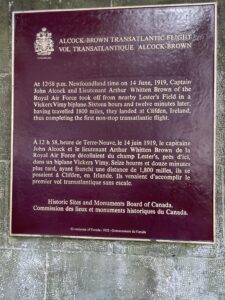 ALCOCK-BROWN TRANSATLANTIC FLIGHT
VOL TRANSATLANTIQUE ALCOCK-BROWN
At 12:58 p.m. Newfoundland time on 14 June, 1919, Captain
John Alcock and Lieutenant Arthur Whitten Brown of the
Royal Air Force took off from nearby Lester's Field in a
Vickers Vimy biplane. Sixteen hours and twelve minutes later,
having travelled 1800 miles, they landed at Clifden, Ireland,
thus completing the first non-stop transatlantic flight.
A 12 h 58, heure de Terre-Neuve, le 14 juin 1919, le capitaine
John Alcock et le lieutenant Arthur Whitten Brown de la
Royal Air Force décollaient du champ Lester's, près d'ici,
dans un biplane Vickers Vimy. Seize heures et douze minutes
plus tard, ayant franchi une distance de 1,800 milles, ils se
posaient à Clifden, en Irlande. Ils venaient d'accomplir le
premier vol transatlantique sans escale.
Historic Sites and Monuments Board of Canada.
Commission des lieux et monuments historiques du Canada.
Government of Canada Gouvernement du Canada